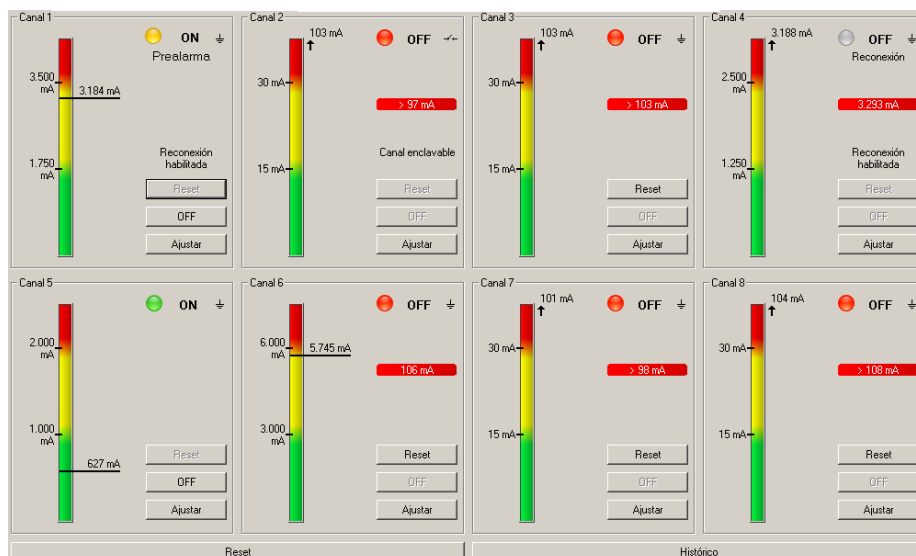 Canal 1
ON
Prealarma
3.500 mA
3.184 mA
1.750 mA
Reconexión habilitada
Reset
OFF
Ajustar
Canal 2
103 mA
OFF
30 mA
> 97 mA
Canal enclavable
15 mA
Reset
OFF
Ajustar
Canal 3
103 mA
OFF
30 mA
> 103 mA
15 mA
Reset
OFF
Ajustar
Canal 4
3.188 mA
OFF
Reconexión
2.500 mA
3.293 mA
1.250 mA
Reconexión habilitada
Reset
OFF
Ajustar
Canal 5
ON
2.000 mA
1.000 mA
627 mA
Reset
OFF
Ajustar
Canal 6
OFF
6.000 mA
5.745 mA
106 mA
3.000 mA
Reset
OFF
Ajustar
Canal 7
101 mA
OFF
30 mA
> 98 mA
15 mA
Reset
OFF
Ajustar
Canal 8
104 mA
OFF
30 mA
> 108 mA
15 mA
Reset
OFF
Ajustar
Reset
Histórico